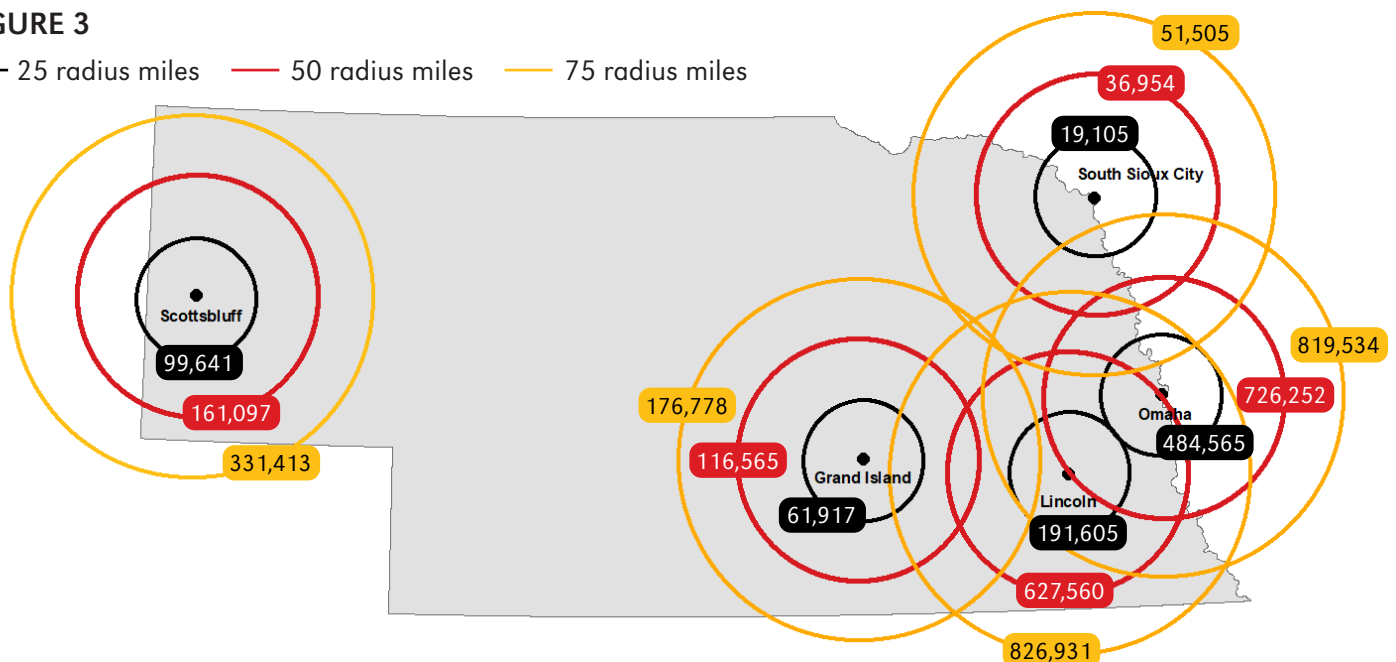 GURE 3
25 radius miles
50 radius miles
75 radius miles
51,505
36,954
19,105
South Sioux City
Scottsbluff
99,641
161,097
331,413
819,534
726,252
Omaha
484,565
176,778
116,565
Grand Island
61,917
Lincoln
191,605
627,560
826,931